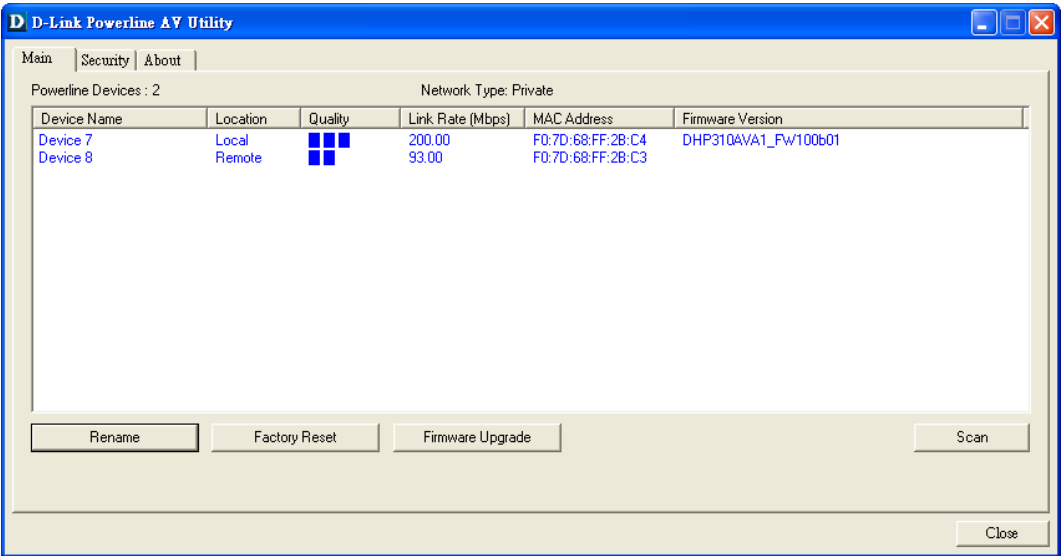 D D-Link Powerline AV Utility
Main Security About
Powerline Devices : 2 Network Type: Private
Device Name Location Quality Link Rate (Mbps) MAC Address Firmware Version
Device 7 Local 200.00 F0:7D:68:FF:2B:C4 DHP310AVA1_FW100b01
Device 8 Remote 93.00 F0:7D:68:FF:2B:C3
Rename Factory Reset Firmware Upgrade Scan
Close